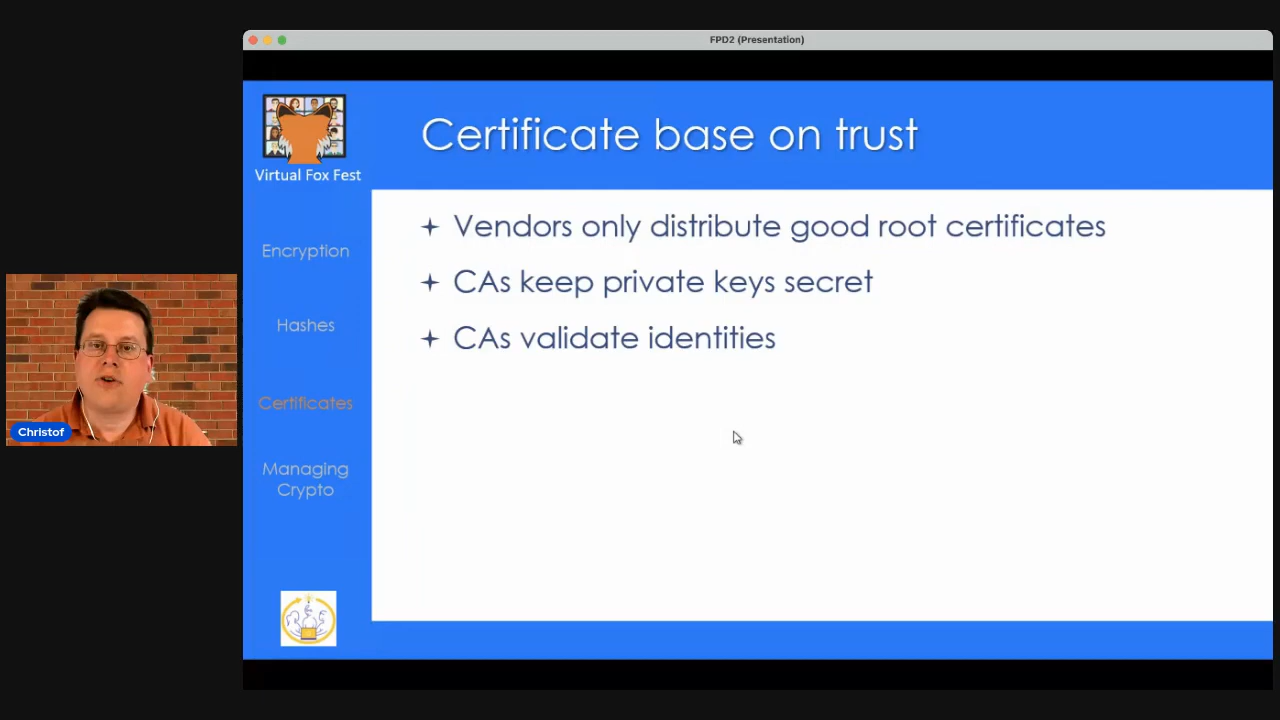 FPD2 (Presentation)
Virtual Fox Fest
Certificate base on trust
Encryption
Hashes
Certificates
Managing
Crypto
Vendors only distribute good root certificates
CAs keep private keys secret
CAs validate identities
Christof